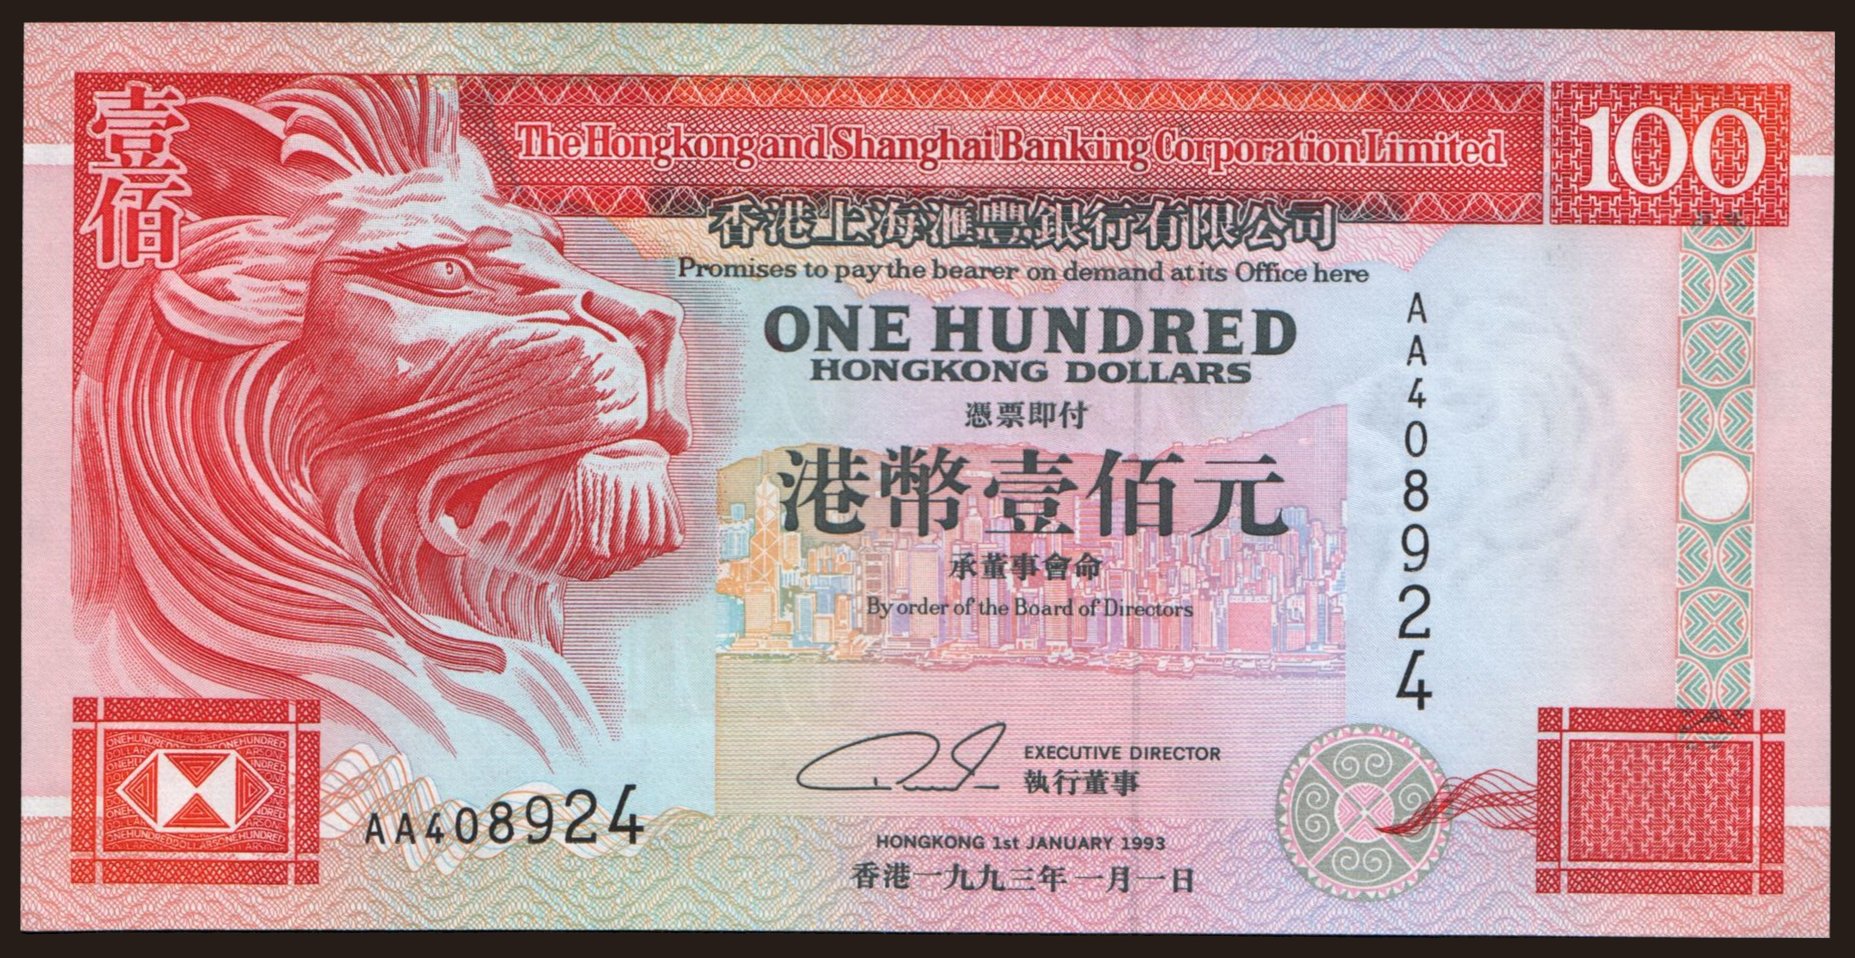 壹佰
The Hongkong and Shanghai Banking Corporation Limited
100
香港上海滙豐銀行有限公司
Promises to pay the bearer on demand at its Office here
ONE HUNDRED
HONGKONG DOLLARS
憑票即付
港幣壹佰元
承董事會命
By order of the Board of Directors
AA408924
EXECUTIVE DIRECTOR
執行董事
AA408924
HONGKONG 1st JANUARY 1993
香港一九九三年一月一日